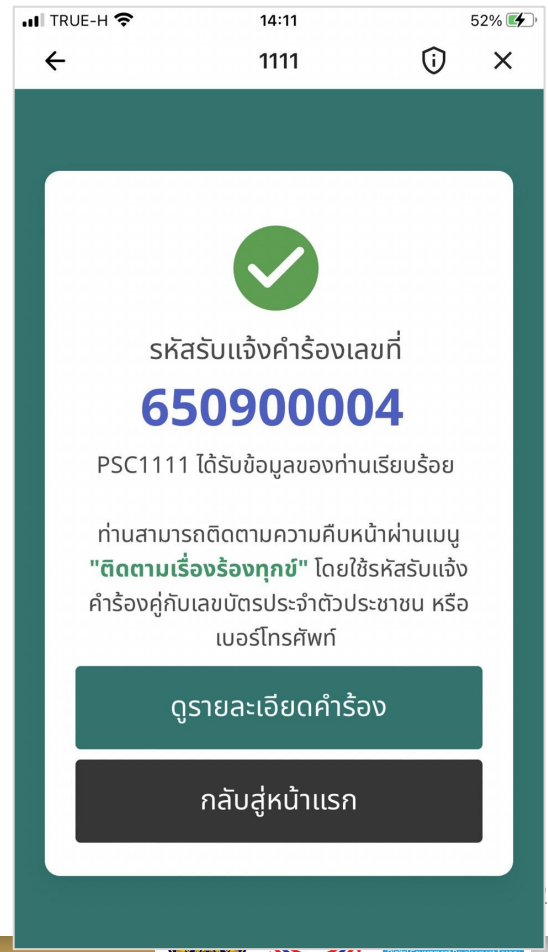 TRUE-H
14:11
52%
1111
รหัสรับแจ้งคำร้องเลขที่
650900004
PSC1111 ได้รับข้อมูลของท่านเรียบร้อย
ท่านสามารถติดตามความคืบหน้าผ่านเมนู
"ติดตามเรื่องร้องทุกข์" โดยใช้รหัสรับแจ้ง
คำร้องคู่กับเลขบัตรประจำตัวประชาชน หรือ
เบอร์โทรศัพท์
ดูรายละเอียดคำร้อง
กลับสู่หน้าแรก